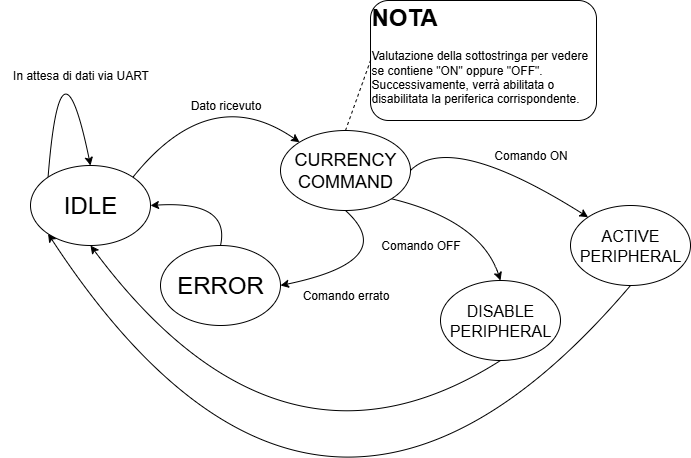 NOTA
Valutazione della sottostringa per vedere
se contiene "ON" oppure "OFF".
Successivamente, verrà abilitata o
disabilitata la periferica corrispondente.
In attesa di dati via UART
Dato ricevuto
CURRENCY
COMMAND
Comando ON
IDLE
ACTIVE
PERIPHERAL
Comando OFF
ERROR
Comando errato
DISABLE
PERIPHERAL